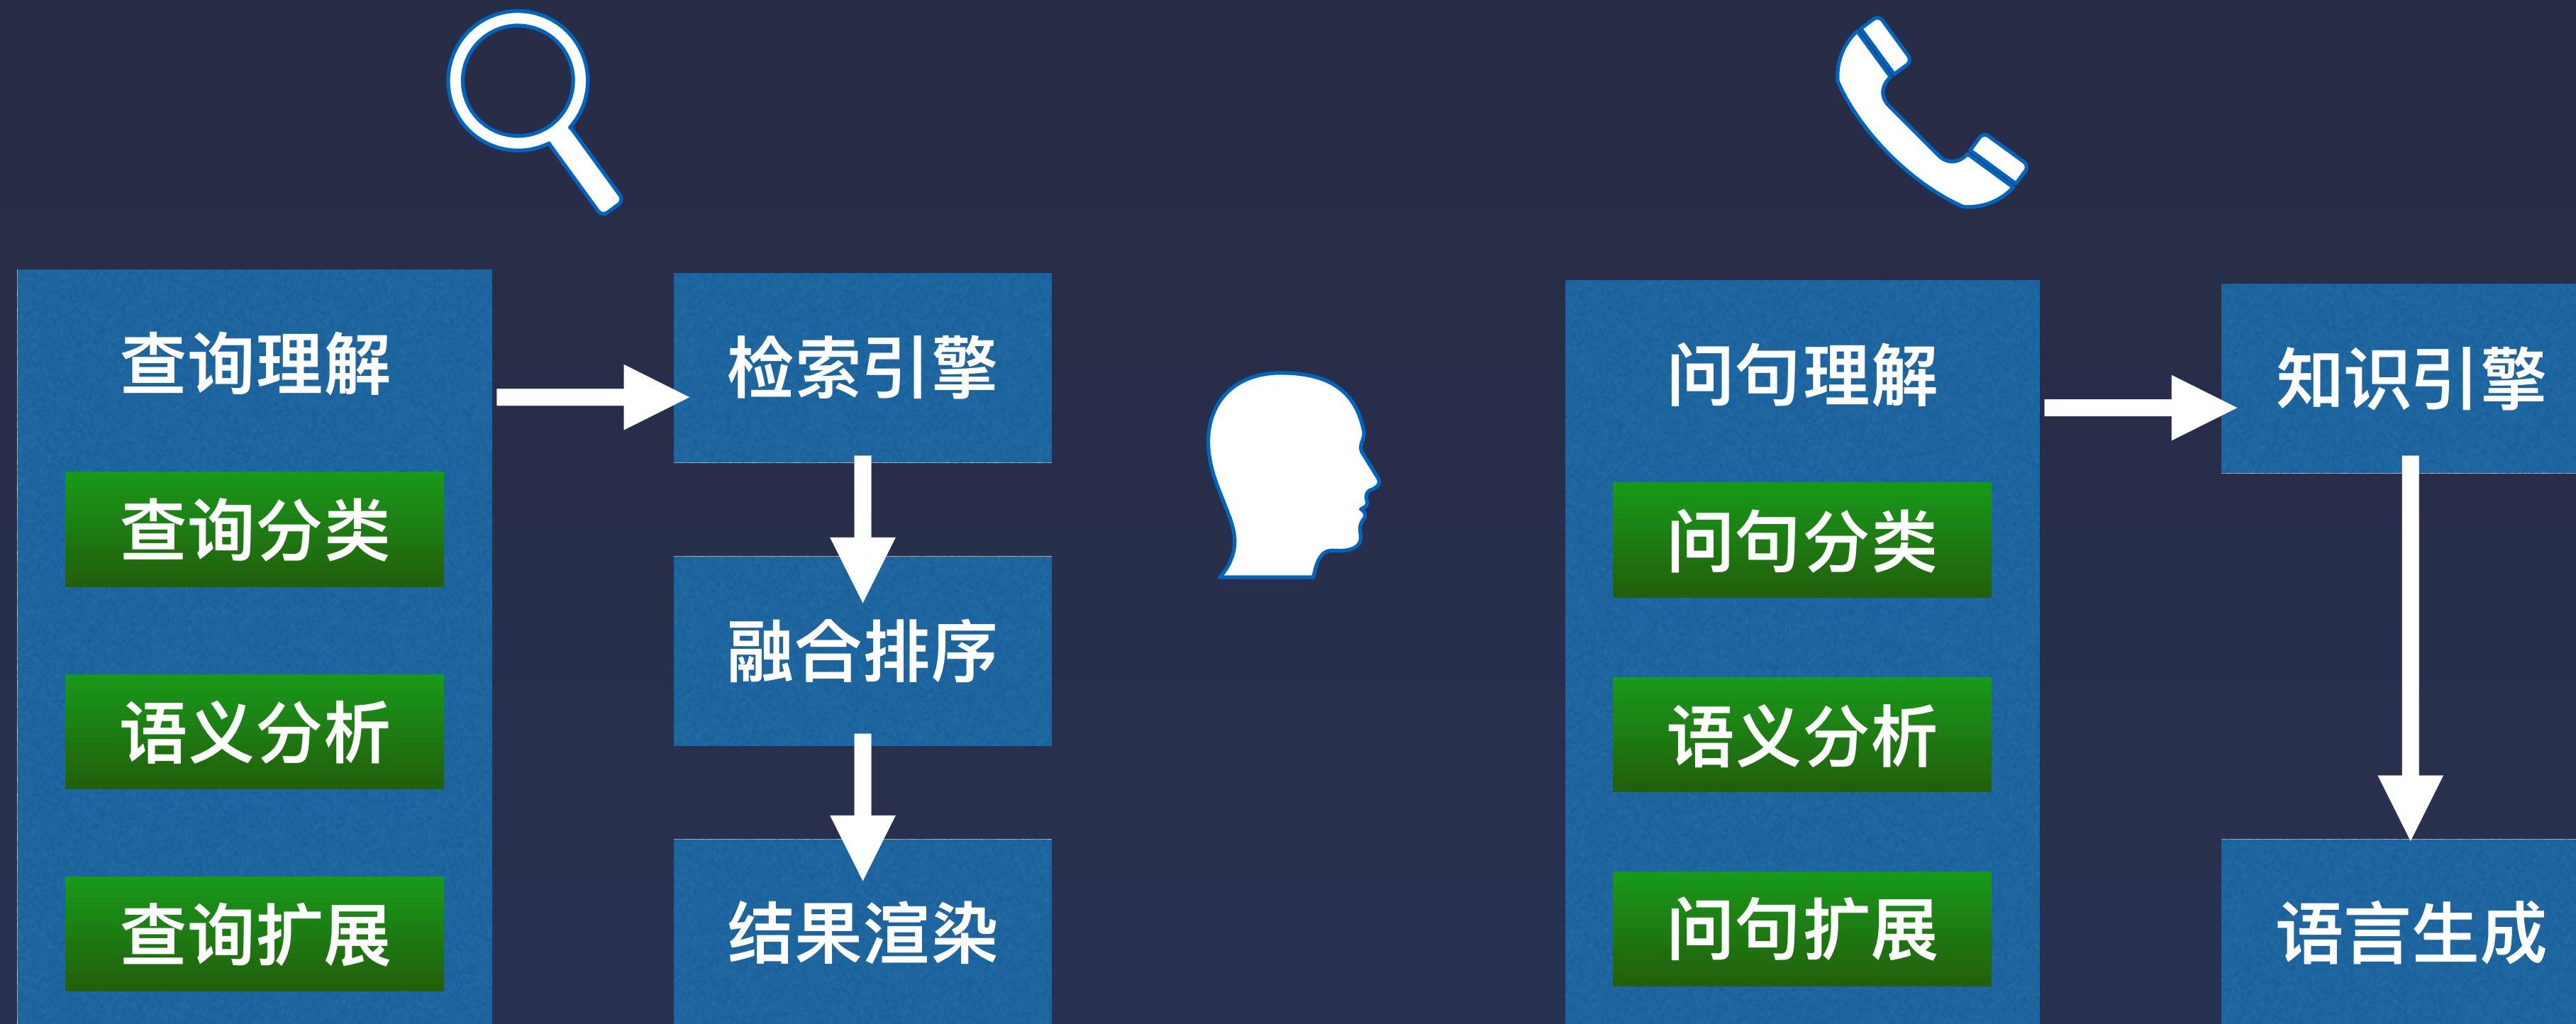 查询理解
查询分类
语义分析
查询扩展
检索引擎
融合排序
结果渲染
问句理解
问句分类
语义分析
问句扩展
知识引擎
语言生成